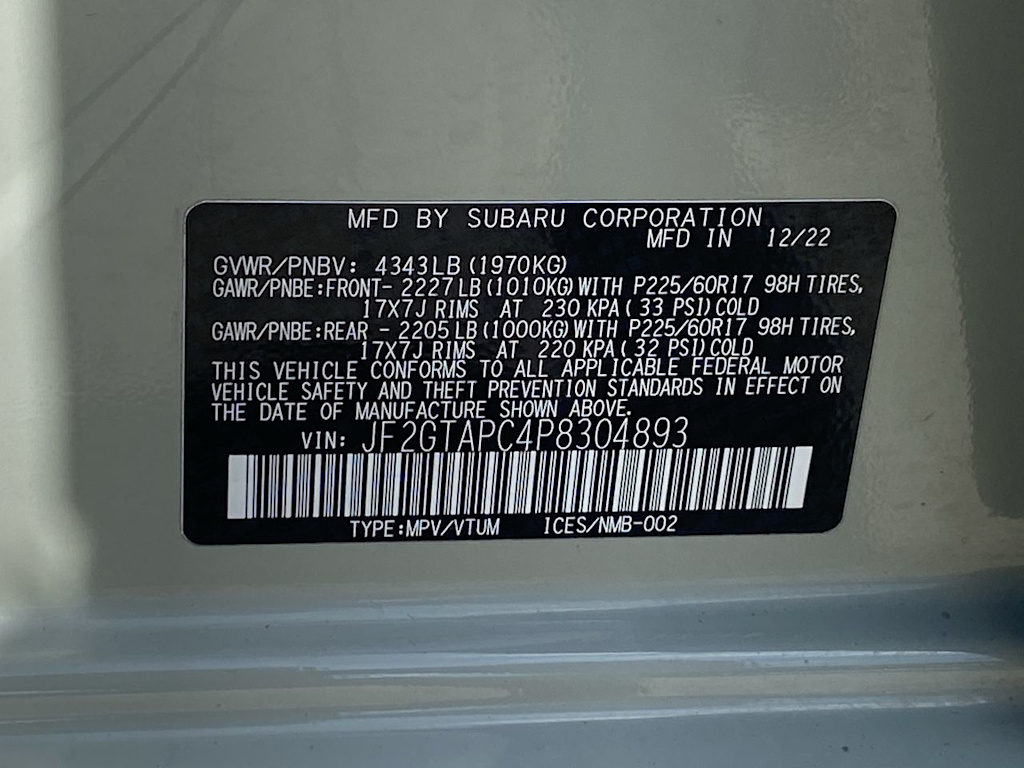 MFD BY SUBARU CORPORATION
MFD IN 12/22
GVWR/PNBV: 4343LB(1970KG)
GAWR/PNBE:FRONT- 2227LB(1010KG)WITH P225/60R17 98H TIRES,
17X7J RIMS AT 230 KPA(33 PSI)COLD
GAWR/PNBE:REAR - 2205LB(1000KG)WITH P225/60R17 98H TIRES,
17X7J RIMS AT 220 KPA(32 PSI)COLD
THIS VEHICLE CONFORMS TO ALL APPLICABLE FEDERAL MOTOR
VEHICLE SAFETY AND THEFT PREVENTION STANDARDS IN EFFECT ON
THE DATE OF MANUFACTURE SHOWN ABOVE.
VIN: JF2GTAPC4P8304893
TYPE:MPV/VTUM ICES/NMB-002